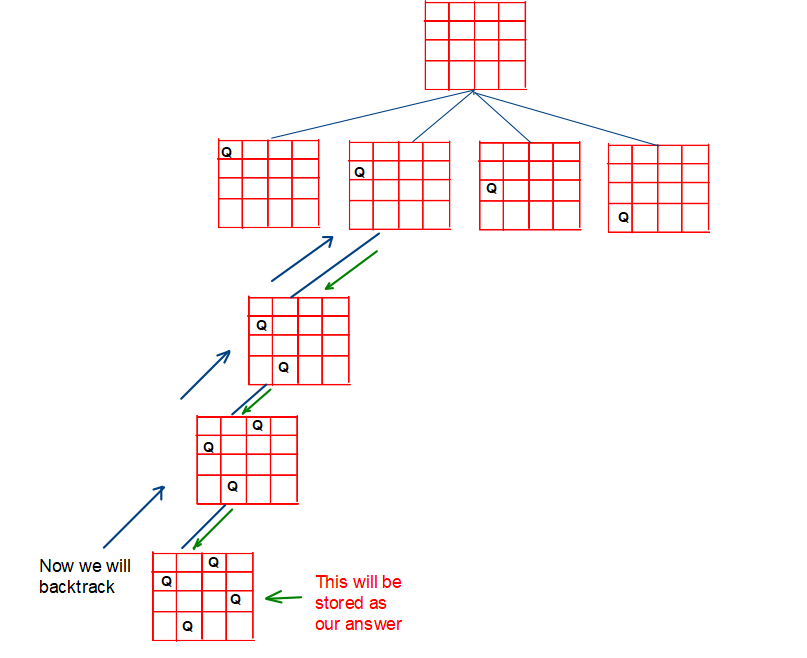 Q
Q
Q
Q
Q
Q
Q
Q
Q
Q
Q
Q
Q
Now we will
backtrack
This will be
stored as
our answer